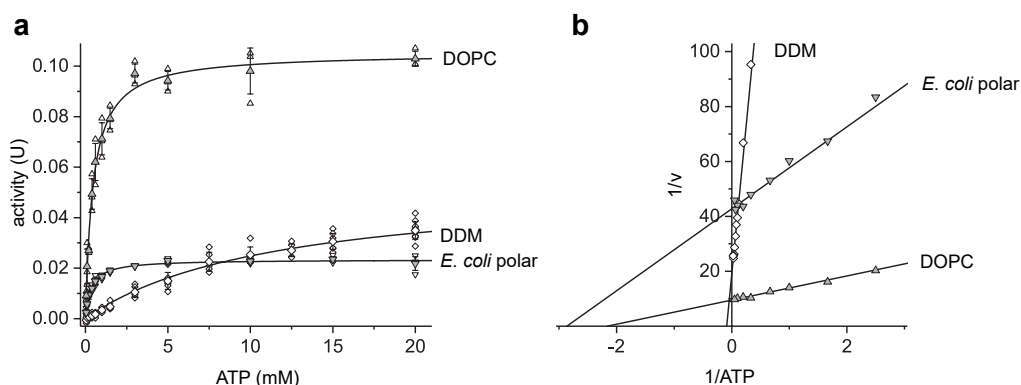 a
0.10
0.08
0.06
0.04
0.02
0.00
activity (U)
0
5
10
15
20
ATP (mM)
DOPC
DDM
E. coli polar
b
100
80
60
40
20
1/v
-2
0
2
1/ATP
DDM
E. coli polar
DOPC